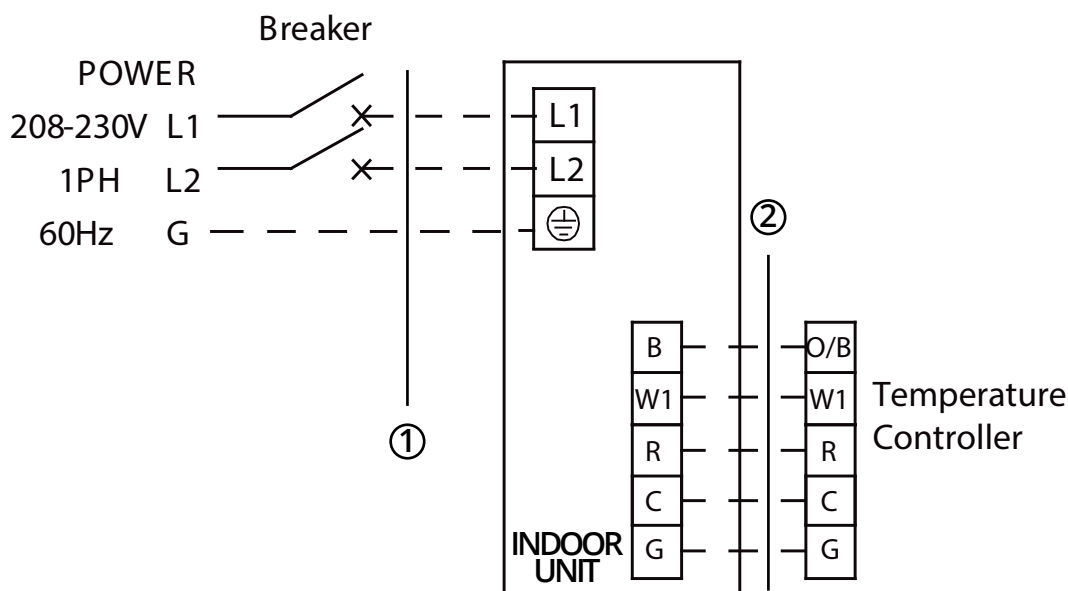 Breaker
POWER
208-230V L1
L1
1PH L2
L2
60Hz G
①
②
B
O/B
W1
W1
R
R
C
C
G
G
Temperature
Controller
INDOOR
UNIT